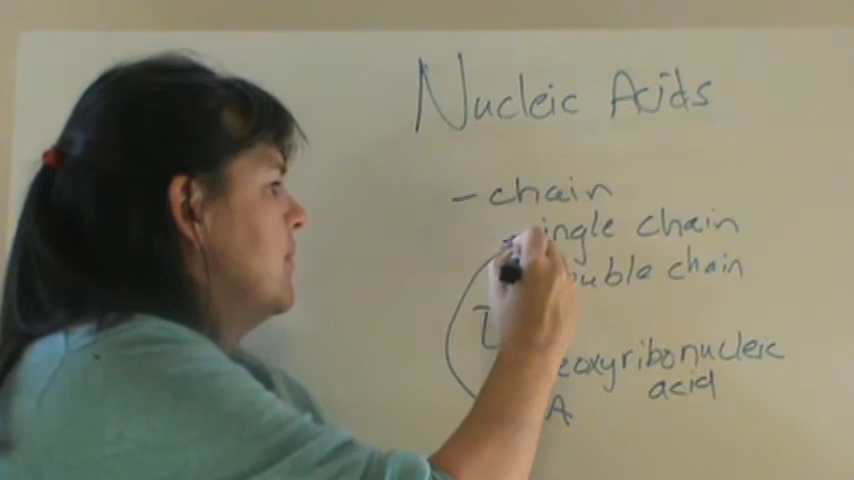 Nucleic Acids
- chain
ingle chain
uble chain
eoxyribonucleic
acid
A